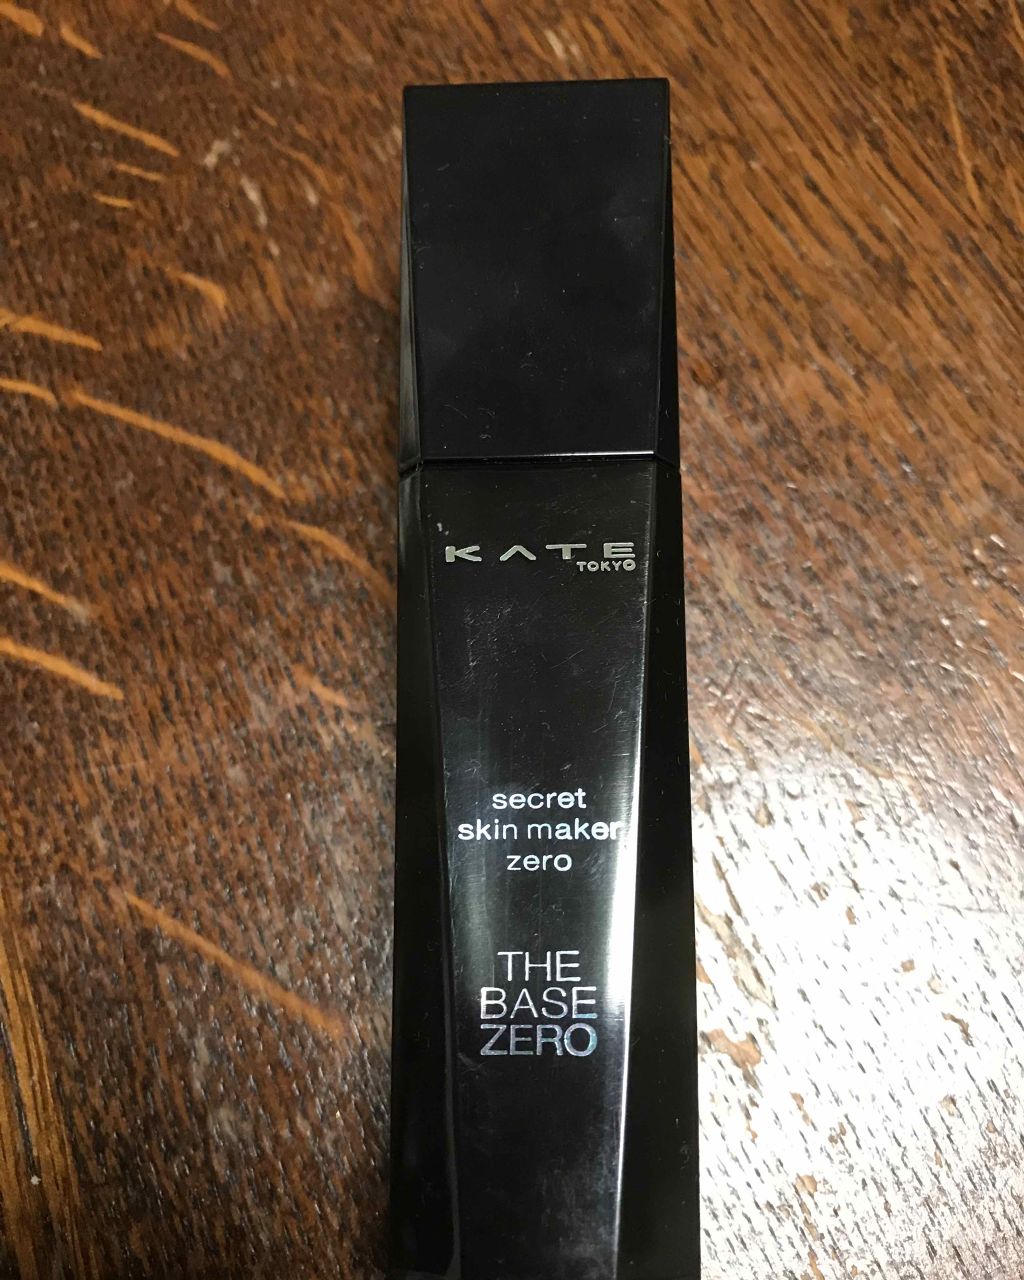 KATE
TOKYO
secret
skin maker
zero
THE
BASE
ZERO